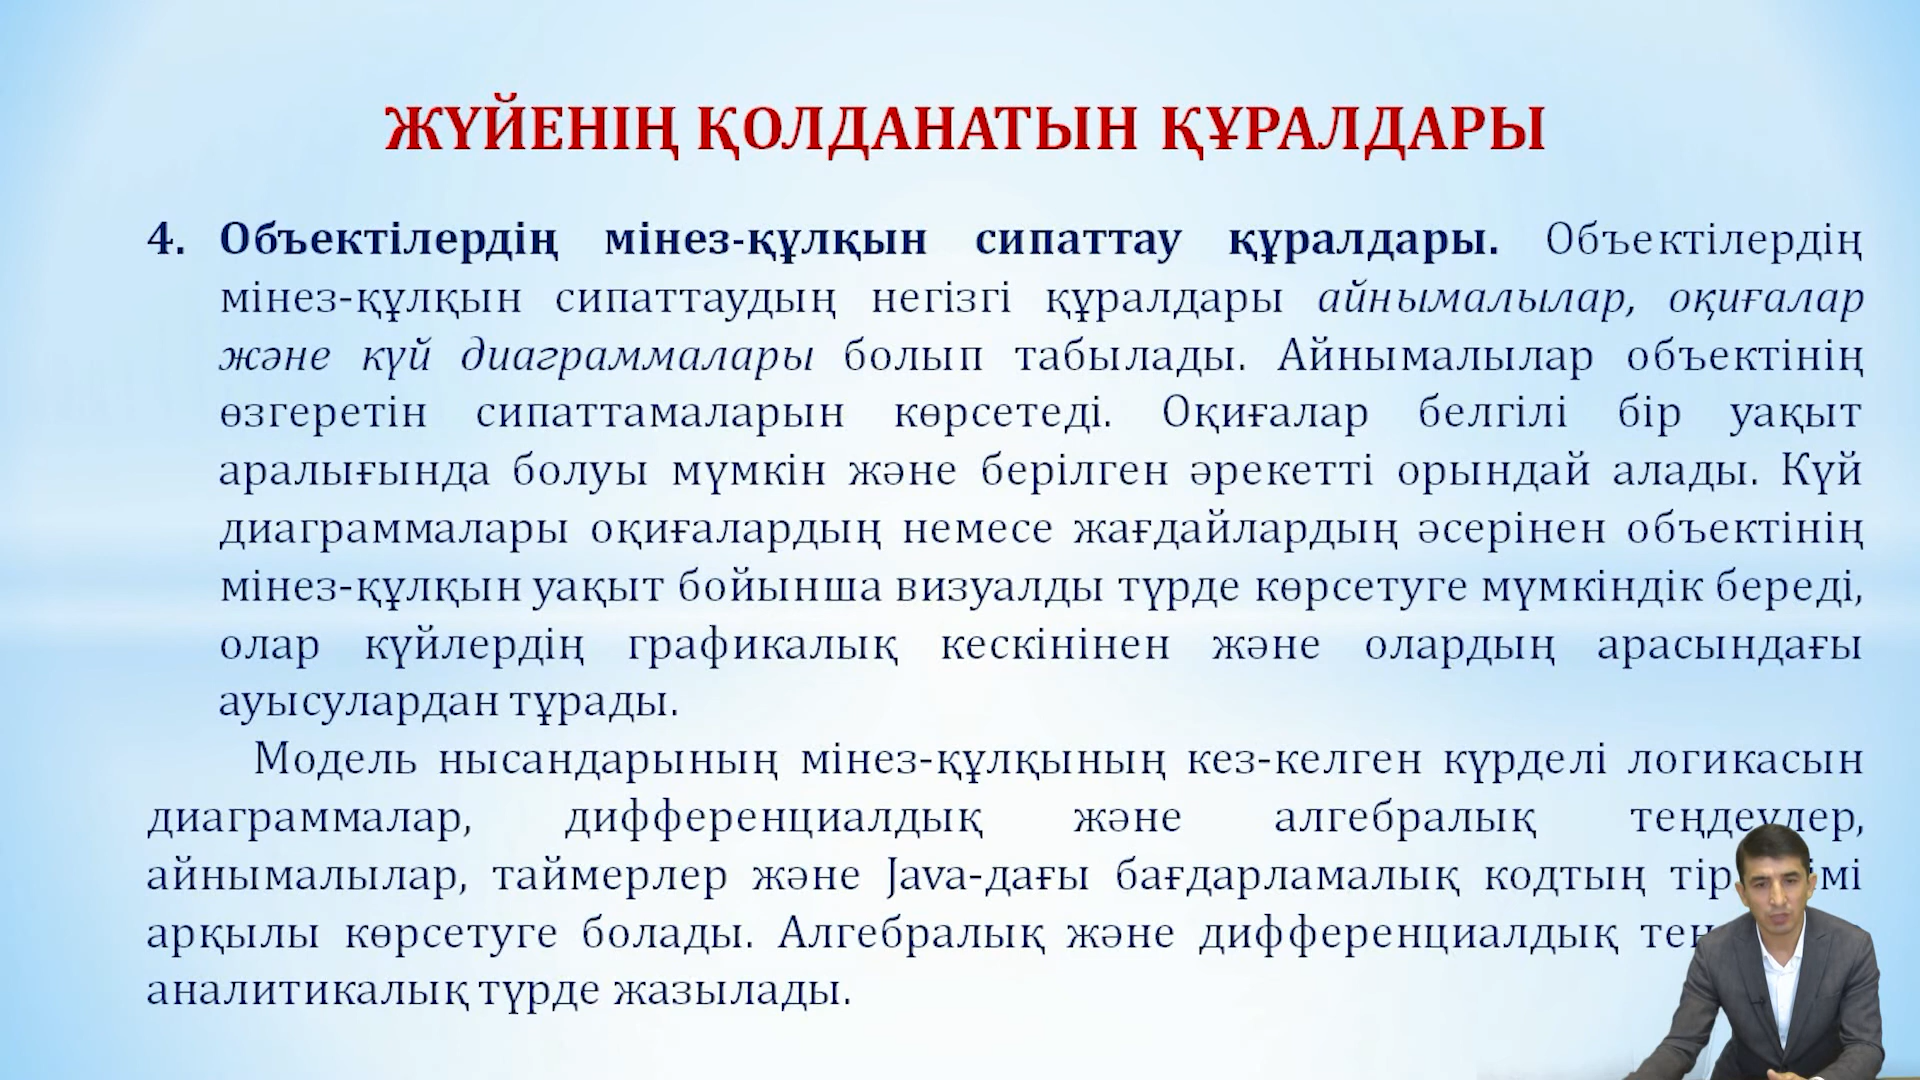 ЖҮЙЕНІҢ ҚОЛДАНАТЫН ҚҰРАЛДАРЫ
4. Объектілердің мінез-құлқын сипаттау құралдары. Объектілердің
мінез-құлқын сипаттаудың негізгі құралдары айнымалылар, оқиғалар
және күй диаграммалары болып табылады. Айнымалылар объектінің
өзгеретін сипаттамаларын көрсетеді. Оқиғалар белгілі бір уақыт
аралығында болуы мүмкін және берілген әрекетті орындай алады. Күй
диаграммалары оқиғалардың немесе жағдайлардың әсерінен объектінің
мінез-құлқын уақыт бойынша визуалды түрде көрсетуге мүмкіндік береді,
олар күйлердің графикалық кескінінен және олардың арасындағы
ауысулардан тұрады.
Модель нысандарының мінез-құлқының кез-келген күрделі логикасын
диаграммалар, дифференциалдық және алгебралық теңдеулер,
айнымалылар, таймерлер және Java-дағы бағдарламалық кодтың
арқылы көрсетуге болады. Алгебралық және дифференциалдық
аналитикалық түрде жазылады.